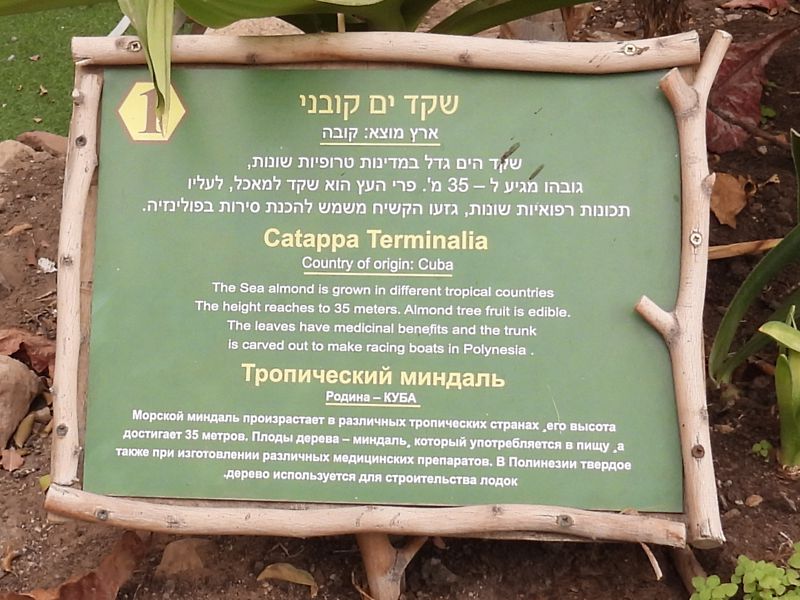 1
שקד ים קובני
ארץ מוצא: קובה
שקד הים גדל במדינות טרופיות שונות,
גובהו מגיע ל – 35 מ'. פרי העץ הוא שקד למאכל, לעליו
תכונות רפואיות שונות, גזעו הקשיח משמש להכנת סירות בפולינזיה.
Catappa Terminalia
Country of origin: Cuba
The Sea almond is grown in different tropical countries
The height reaches to 35 meters. Almond tree fruit is edible.
The leaves have medicinal benefits and the trunk
is carved out to make racing boats in Polynesia .
Тропический миндаль
Родина – КУБА
Морской миндаль произрастает в различных тропических странах ,его высота
достигает 35 метров. Плоды дерева – миндаль, который употребляется в пищу ,а
также при изготовлении различных медицинских препаратов. В Полинезии твердое
.дерево используется для строительства лодок